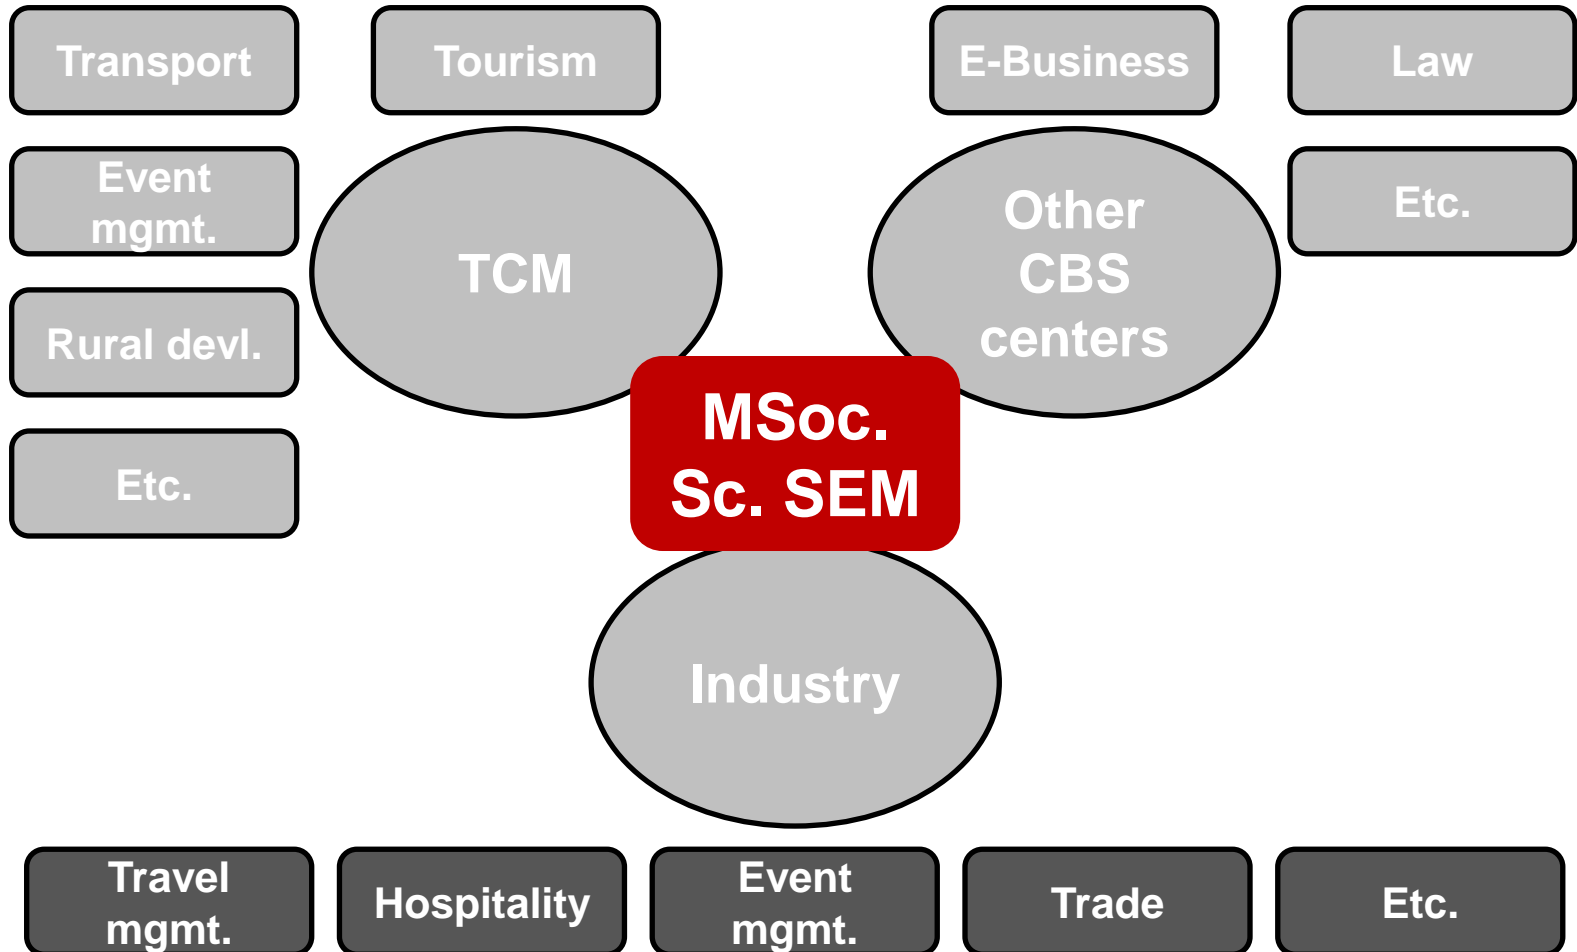 Transport
Tourism
E-Business
Law
Event
mgmt.
Etc.
Other
CBS
centers
TCM
Rural devl.
Etc.
MSoc.
Sc. SEM
Industry
Travel
mgmt.
Hospitality
Event
mgmt.
Trade
Etc.